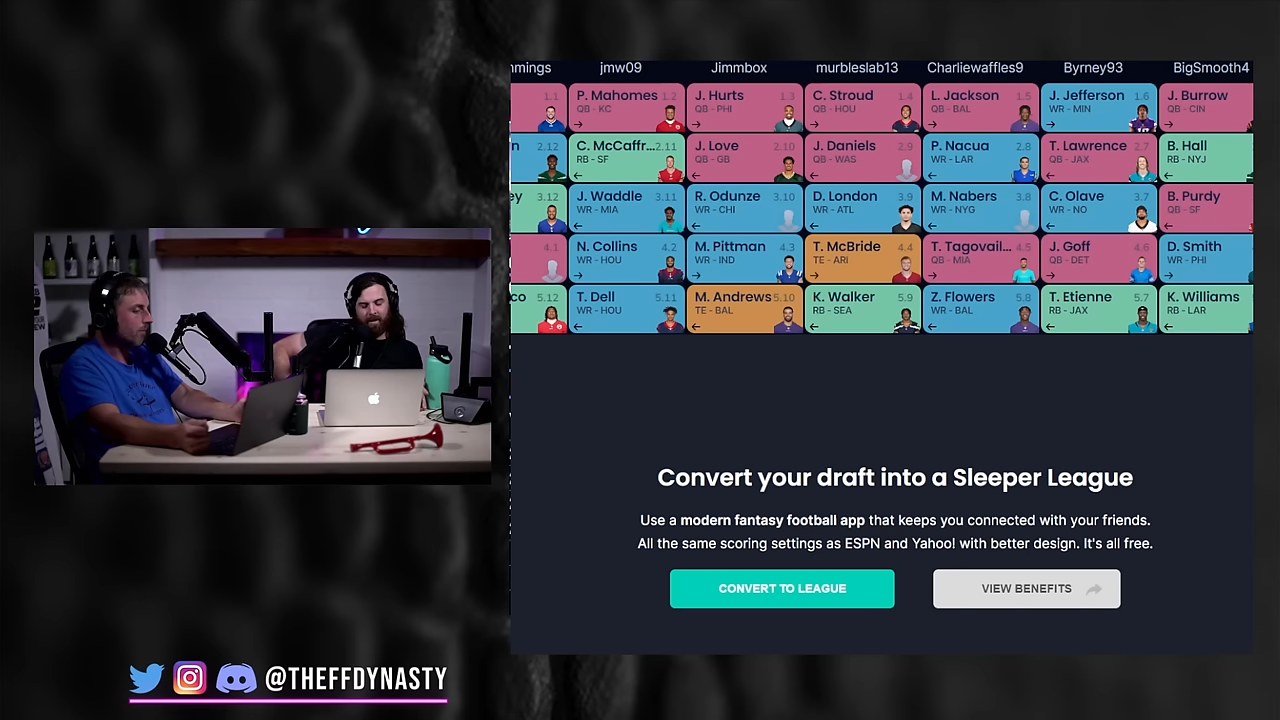 mmings jmw09 Jimmbox murbleslab13 Charliewaffles9 Byrney93 BigSmooth4
1.1 P. Mahomes 1.2 J. Hurts 1.3 C. Stroud 1.4 L. Jackson 1.5 J. Jefferson 1.6 J. Burrow
QB - KC QB - PHI QB - HOU QB - BAL WR - MIN QB - CIN
n 2.12 C. McCaffr... 2.11 J. Love 2.10 J. Daniels 2.9 P. Nacua 2.8 T. Lawrence 2.7 B. Hall
RB - SF QB - GB QB - WAS WR - LAR QB - JAX RB - NYJ
ey 3.12 J. Waddle 3.11 R. Odunze 3.10 D. London 3.9 M. Nabers 3.8 C. Olave 3.7 B. Purdy
WR - MIA WR - CHI WR - ATL WR - NYG WR - NO QB - SF
4.1 N. Collins 4.2 M. Pittman 4.3 T. McBride 4.4 T. Tagovail... 4.5 J. Goff 4.6 D. Smith
WR - HOU WR - IND TE - ARI QB - MIA QB - DET WR - PHI
co 5.12 T. Dell 5.11 M. Andrews 5.10 K. Walker 5.9 Z. Flowers 5.8 T. Etienne 5.7 K. Williams
WR - HOU TE - BAL RB - SEA WR - BAL RB - JAX RB - LAR
Convert your draft into a Sleeper League
Use a modern fantasy football app that keeps you connected with your friends.
All the same scoring settings as ESPN and Yahoo! with better design. It's all free.
CONVERT TO LEAGUE VIEW BENEFITS
@THEFFDYNASTY